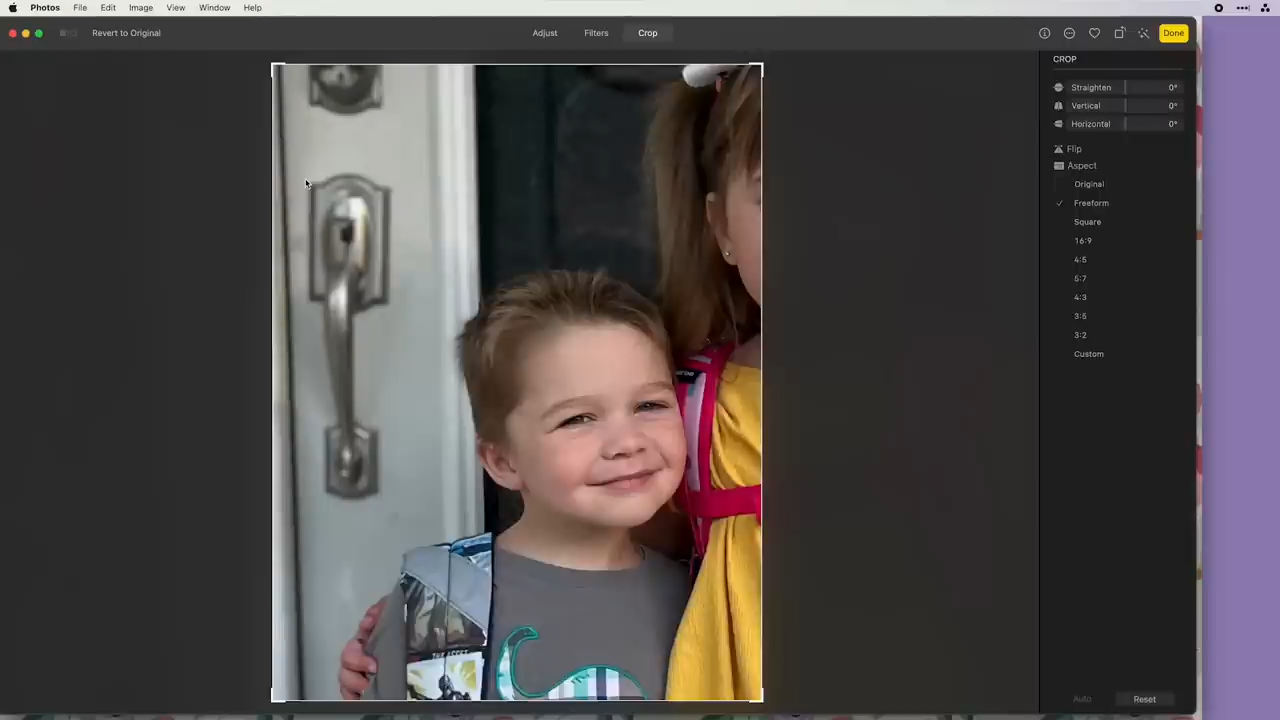 Photos File Edit Image View Window Help
Revert to Original Adjust Filters Crop Done
CROP
Straighten 0°
Vertical 0°
Horizontal 0°
Flip
Aspect
Original
Freeform
Square
16:9
4:5
5:7
4:3
3:5
3:2
Custom
Auto Reset